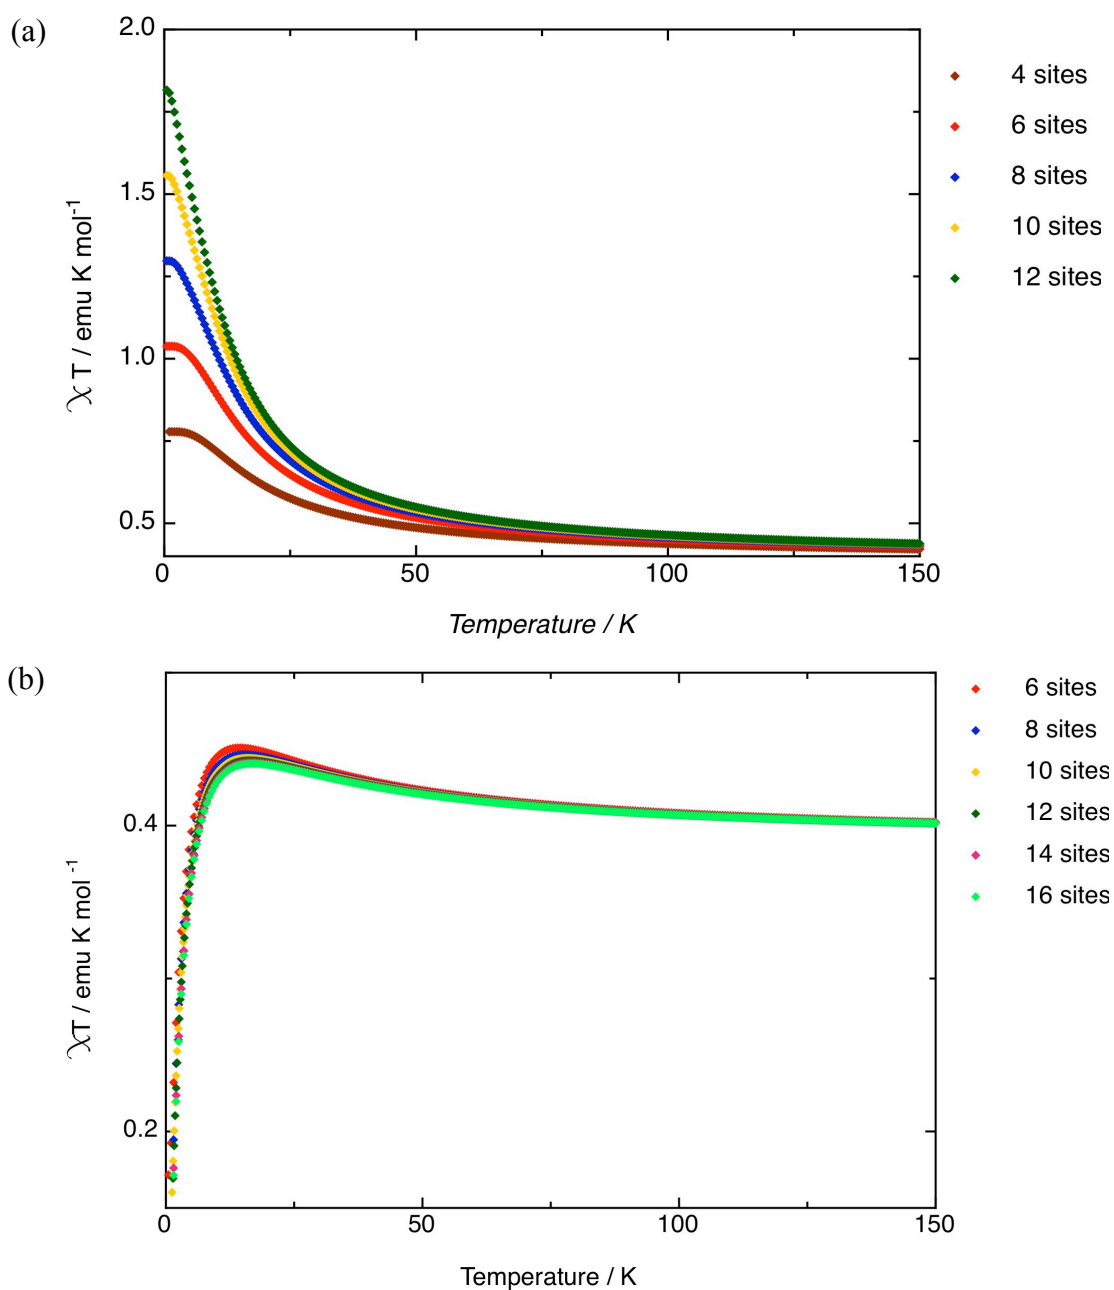 (a)
2.0
1.5
1.0
0.5
χ T / emu K mol-1
0
50
100
150
Temperature / K
4 sites
6 sites
8 sites
10 sites
12 sites
(b)
0.4
0.2
χT / emu K mol-1
0
50
100
150
Temperature / K
6 sites
8 sites
10 sites
12 sites
14 sites
16 sites